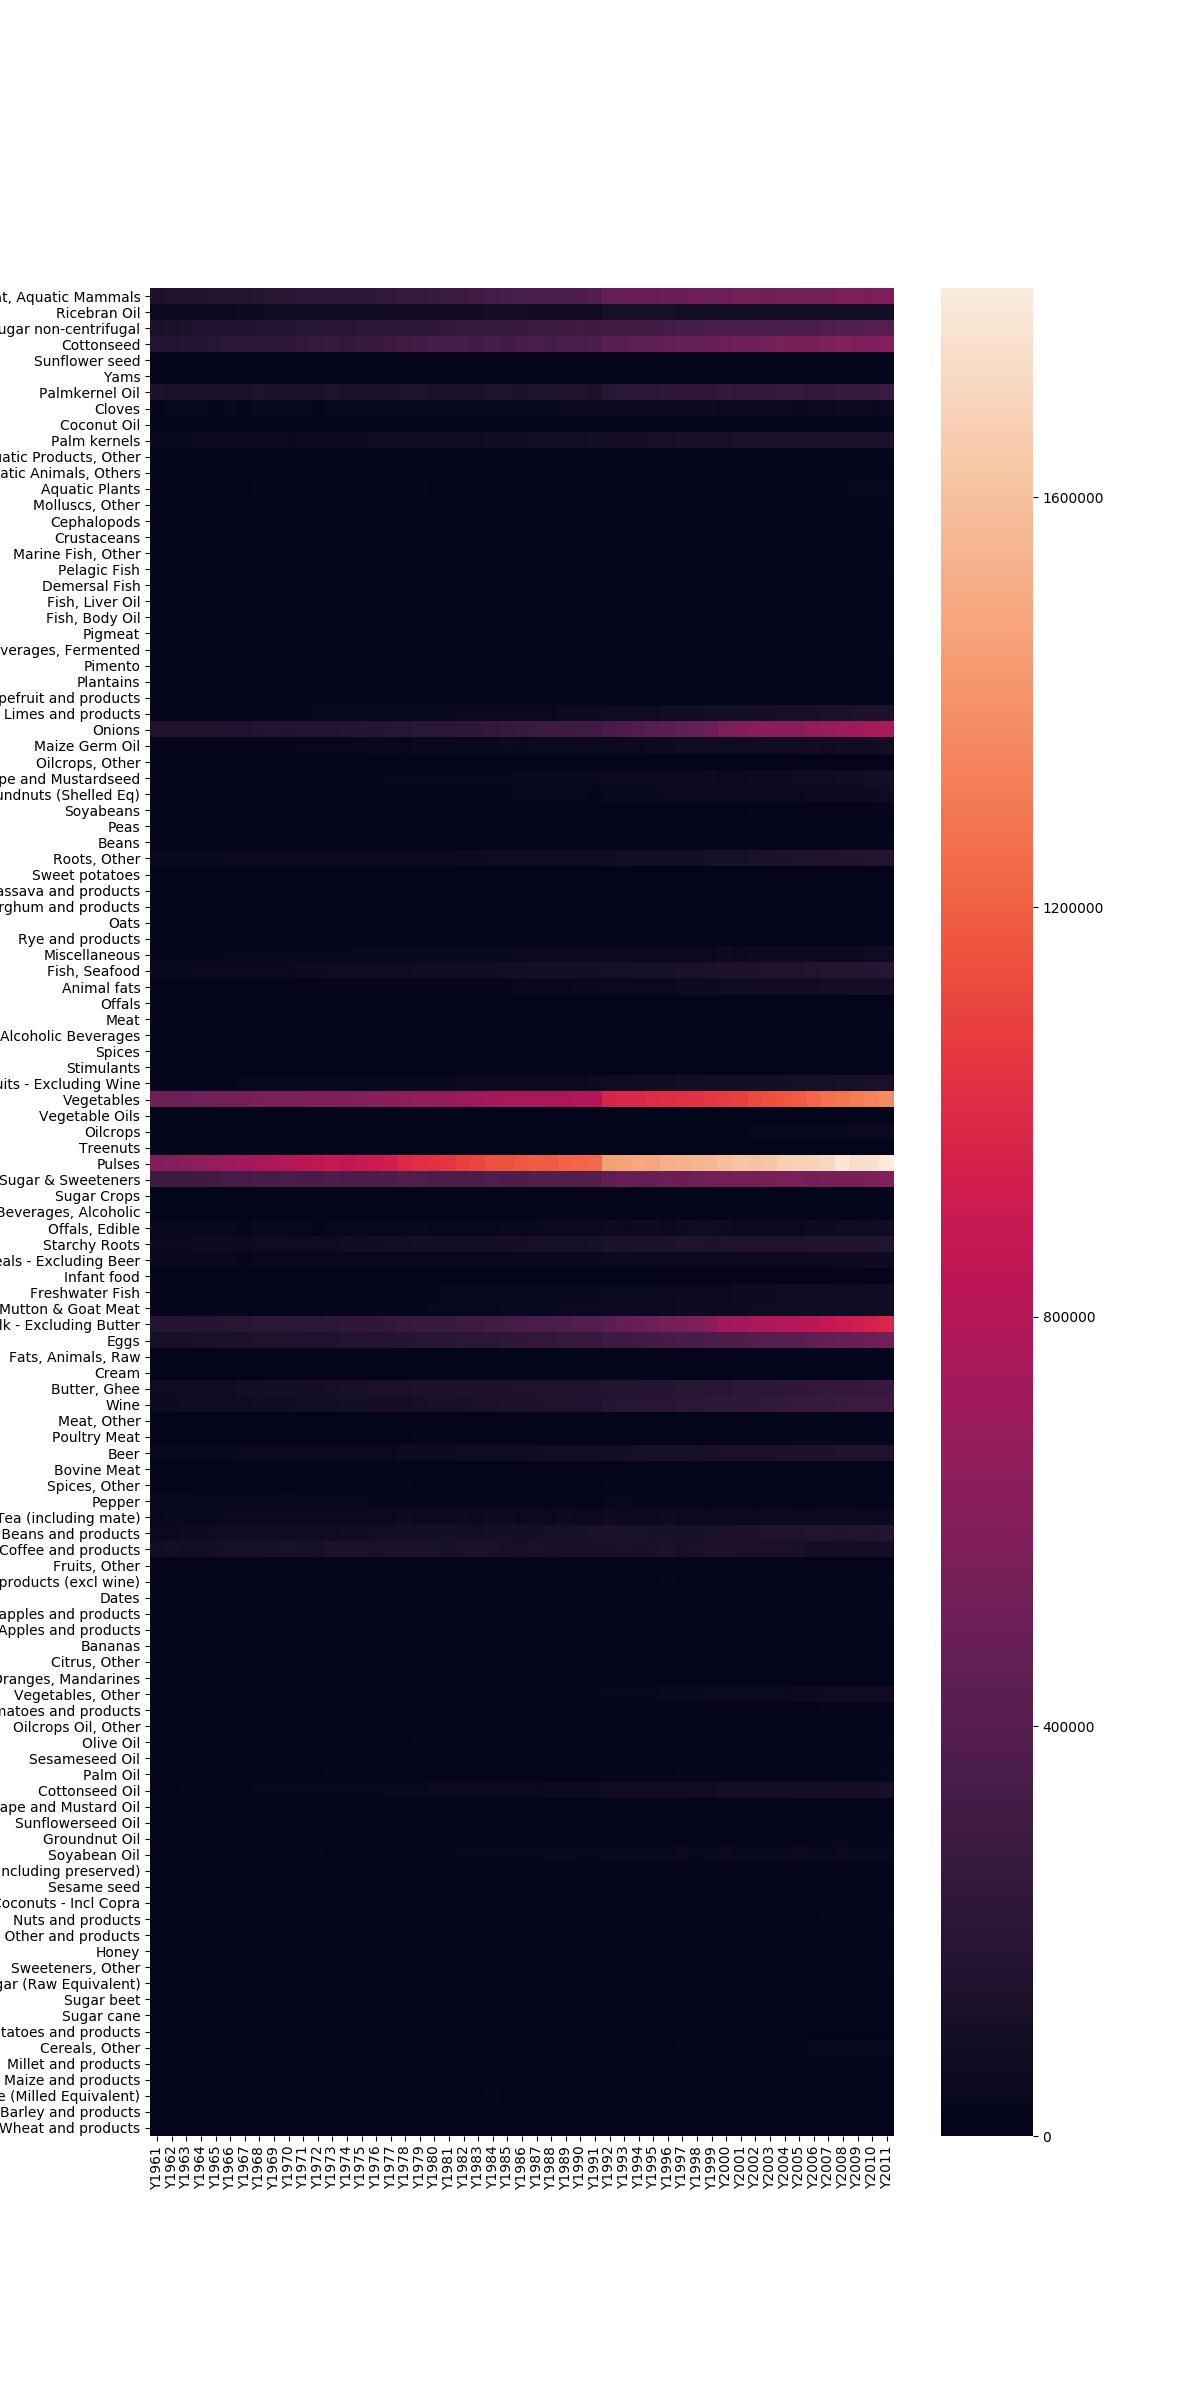 t, Aquatic Mammals
Ricebran Oil
ugar non-centrifugal
Cottonseed
Sunflower seed
Yams
Palmkernel Oil
Cloves
Coconut Oil
Palm kernels
uatic Products, Other
atic Animals, Others
Aquatic Plants
Molluscs, Other
Cephalopods
Crustaceans
Marine Fish, Other
Pelagic Fish
Demersal Fish
Fish, Liver Oil
Fish, Body Oil
Pigmeat
verages, Fermented
Pimento
Plantains
pefruit and products
Limes and products
Onions
Maize Germ Oil
Oilcrops, Other
pe and Mustardseed
undnuts (Shelled Eq)
Soyabeans
Peas
Beans
Roots, Other
Sweet potatoes
assava and products
rghum and products
Oats
Rye and products
Miscellaneous
Fish, Seafood
Animal fats
Offals
Meat
Alcoholic Beverages
Spices
Stimulants
uits - Excluding Wine
Vegetables
Vegetable Oils
Oilcrops
Treenuts
Pulses
Sugar & Sweeteners
Sugar Crops
Beverages, Alcoholic
Offals, Edible
Starchy Roots
eals - Excluding Beer
Infant food
Freshwater Fish
Mutton & Goat Meat
lk - Excluding Butter
Eggs
Fats, Animals, Raw
Cream
Butter, Ghee
Wine
Meat, Other
Poultry Meat
Beer
Bovine Meat
Spices, Other
Pepper
Tea (including mate)
Beans and products
Coffee and products
Fruits, Other
products (excl wine)
Dates
apples and products
Apples and products
Bananas
Citrus, Other
Oranges, Mandarines
Vegetables, Other
matoes and products
Oilcrops Oil, Other
Olive Oil
Sesameseed Oil
Palm Oil
Cottonseed Oil
ape and Mustard Oil
Sunflowerseed Oil
Groundnut Oil
Soyabean Oil
ncluding preserved)
Sesame seed
Coconuts - Incl Copra
Nuts and products
Other and products
Honey
Sweeteners, Other
gar (Raw Equivalent)
Sugar beet
Sugar cane
tatoes and products
Cereals, Other
Millet and products
Maize and products
e (Milled Equivalent)
Barley and products
Wheat and products
Y1961
Y1962
Y1963
Y1964
Y1965
Y1966
Y1967
Y1968
Y1969
Y1970
Y1971
Y1972
Y1973
Y1974
Y1975
Y1976
Y1977
Y1978
Y1979
Y1980
Y1981
Y1982
Y1983
Y1984
Y1985
Y1986
Y1987
Y1988
Y1989
Y1990
Y1991
Y1992
Y1993
Y1994
Y1995
Y1996
Y1997
Y1998
Y1999
Y2000
Y2001
Y2002
Y2003
Y2004
Y2005
Y2006
Y2007
Y2008
Y2009
Y2010
Y2011
1600000
1200000
800000
400000
0